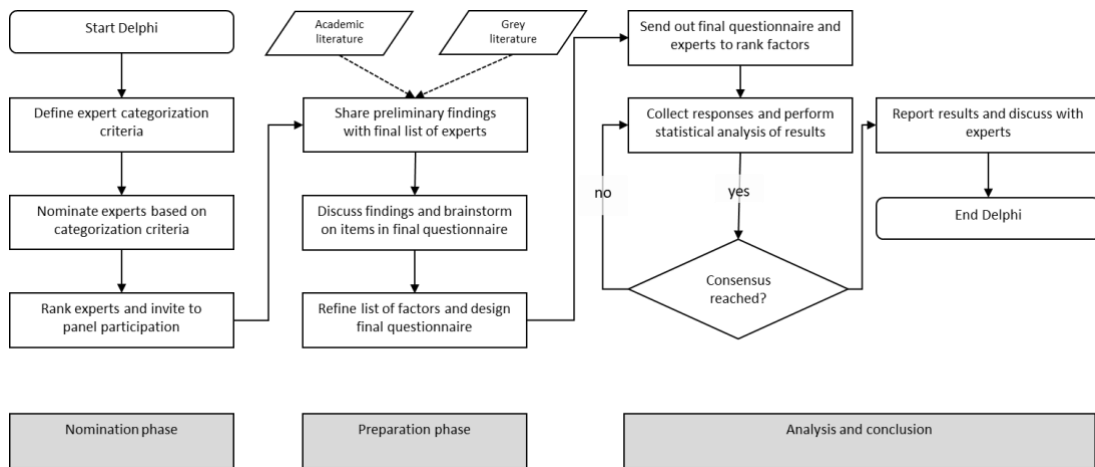 Start Delphi
Define expert categorization
criteria
Nominate experts based on
categorization criteria
Rank experts and invite to
panel participation
Academic
literature
Grey
literature
Share preliminary findings
with final list of experts
Discuss findings and brainstorm
on items in final questionnaire
Refine list of factors and design
final questionnaire
Send out final questionnaire and
experts to rank factors
Collect responses and perform
statistical analysis of results
no
yes
Consensus
reached?
Report results and discuss with
experts
End Delphi
Nomination phase
Preparation phase
Analysis and conclusion